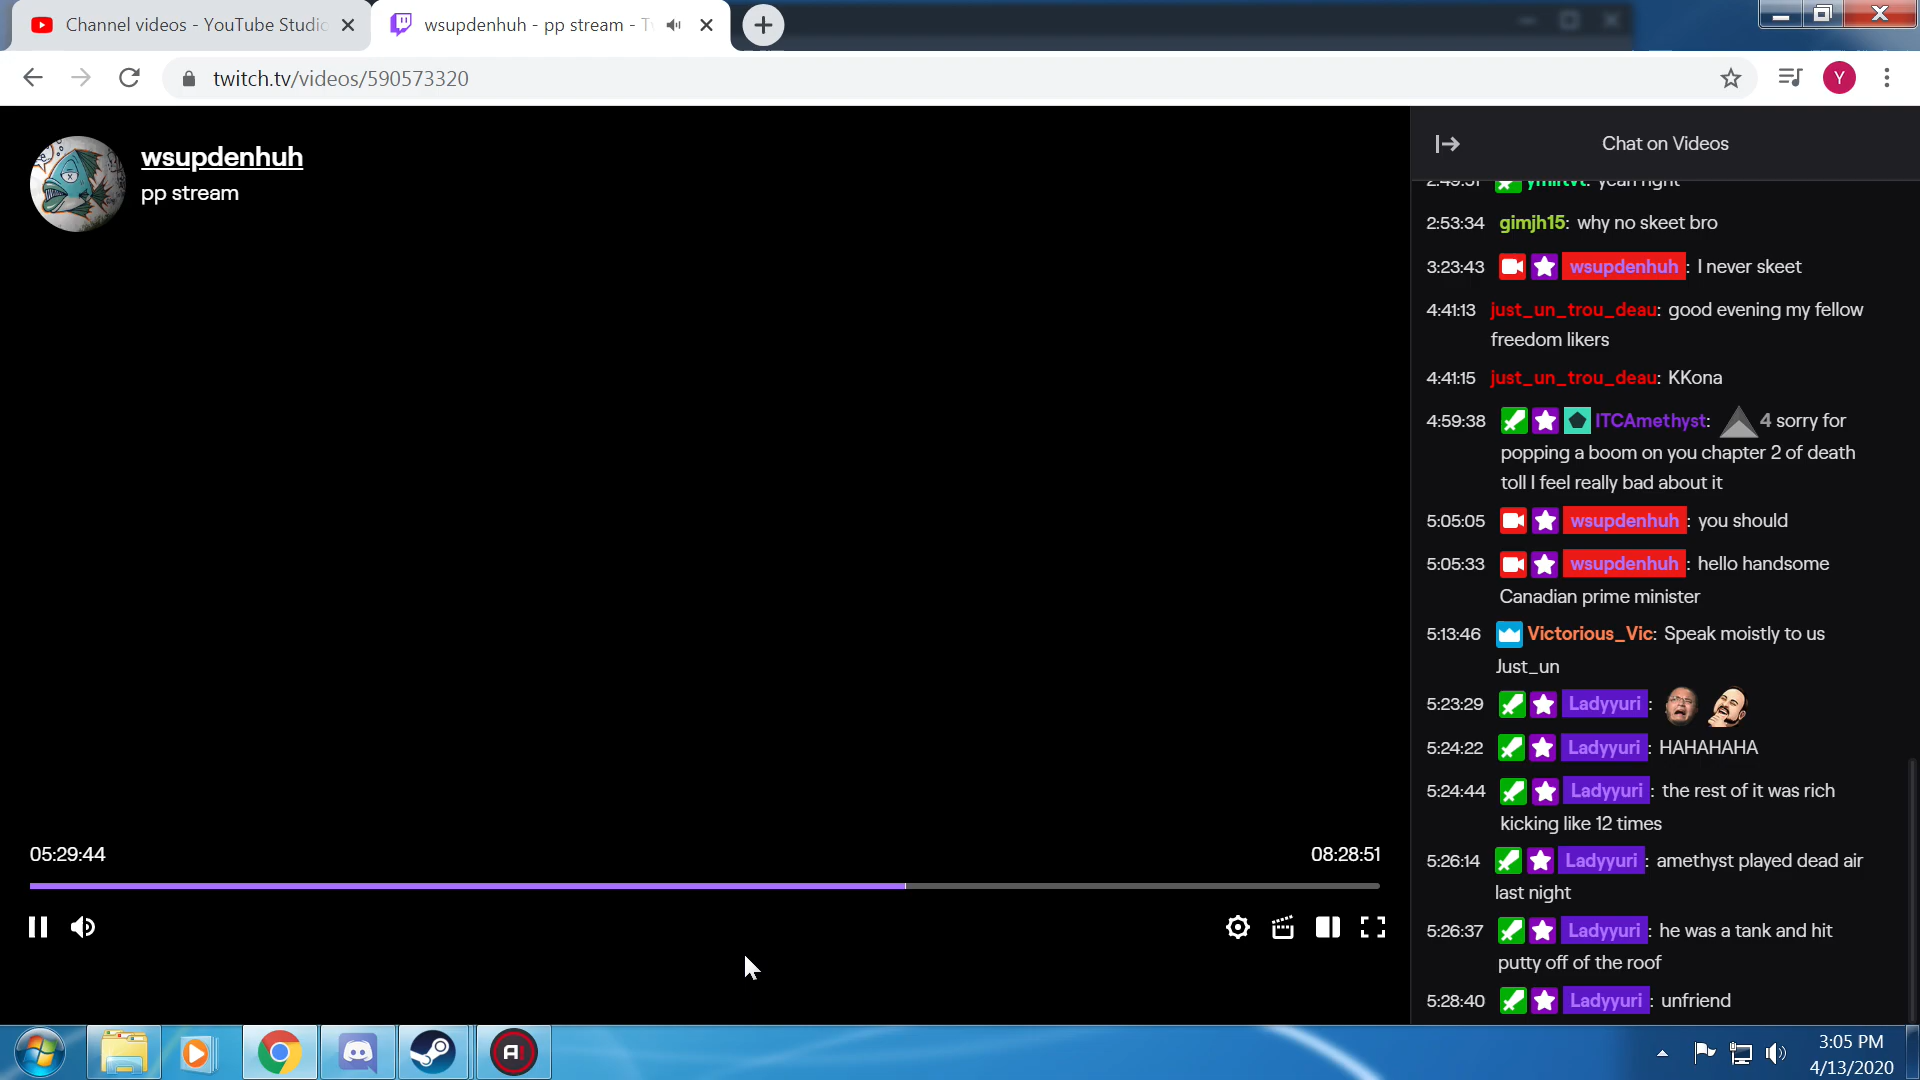 Channel videos - YouTube Studio
wsupdenhuh - pp stream - Tw
twitch.tv/videos/590573320
Y
wsupdenhuh
pp stream
05:29:44
08:28:51
Chat on Videos
2:49:51 ymintvt: yeah right
2:53:34 gimjh15: why no skeet bro
3:23:43 wsupdenhuh: I never skeet
4:41:13 just_un_trou_deau: good evening my fellow
freedom likers
4:41:15 just_un_trou_deau: KKona
4:59:38 ITCAmethyst: 4 sorry for
popping a boom on you chapter 2 of death
toll I feel really bad about it
5:05:05 wsupdenhuh: you should
5:05:33 wsupdenhuh: hello handsome
Canadian prime minister
5:13:46 Victorious_Vic: Speak moistly to us
Just_un
5:23:29 Ladyyuri:
5:24:22 Ladyyuri: HAHAHAHA
5:24:44 Ladyyuri: the rest of it was rich
kicking like 12 times
5:26:14 Ladyyuri: amethyst played dead air
last night
5:26:37 Ladyyuri: he was a tank and hit
putty off of the roof
5:28:40 Ladyyuri: unfriend
A!
3:05 PM
4/13/2020